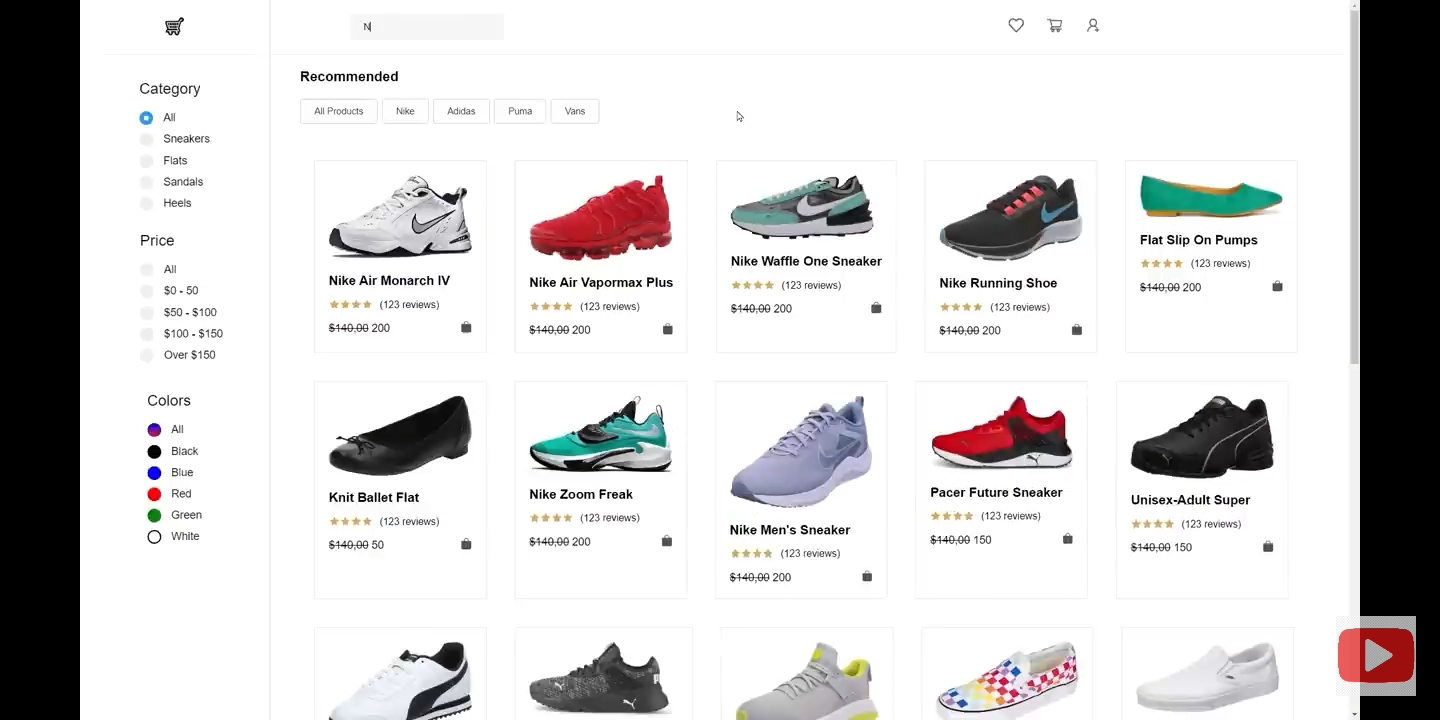 N
Recommended
All Products Nike Adidas Puma Vans
Category
All
Sneakers
Flats
Sandals
Heels
Price
All
$0 - 50
$50 - $100
$100 - $150
Over $150
Colors
All
Black
Blue
Red
Green
White
Nike Air Monarch IV
(123 reviews)
$140,00 200
Nike Air Vapormax Plus
(123 reviews)
$140,00 200
Nike Waffle One Sneaker
(123 reviews)
$140,00 200
Nike Running Shoe
(123 reviews)
$140,00 200
Flat Slip On Pumps
(123 reviews)
$140,00 200
Knit Ballet Flat
(123 reviews)
$140,00 50
Nike Zoom Freak
(123 reviews)
$140,00 200
Nike Men's Sneaker
(123 reviews)
$140,00 200
Pacer Future Sneaker
(123 reviews)
$140,00 150
Unisex-Adult Super
(123 reviews)
$140,00 150